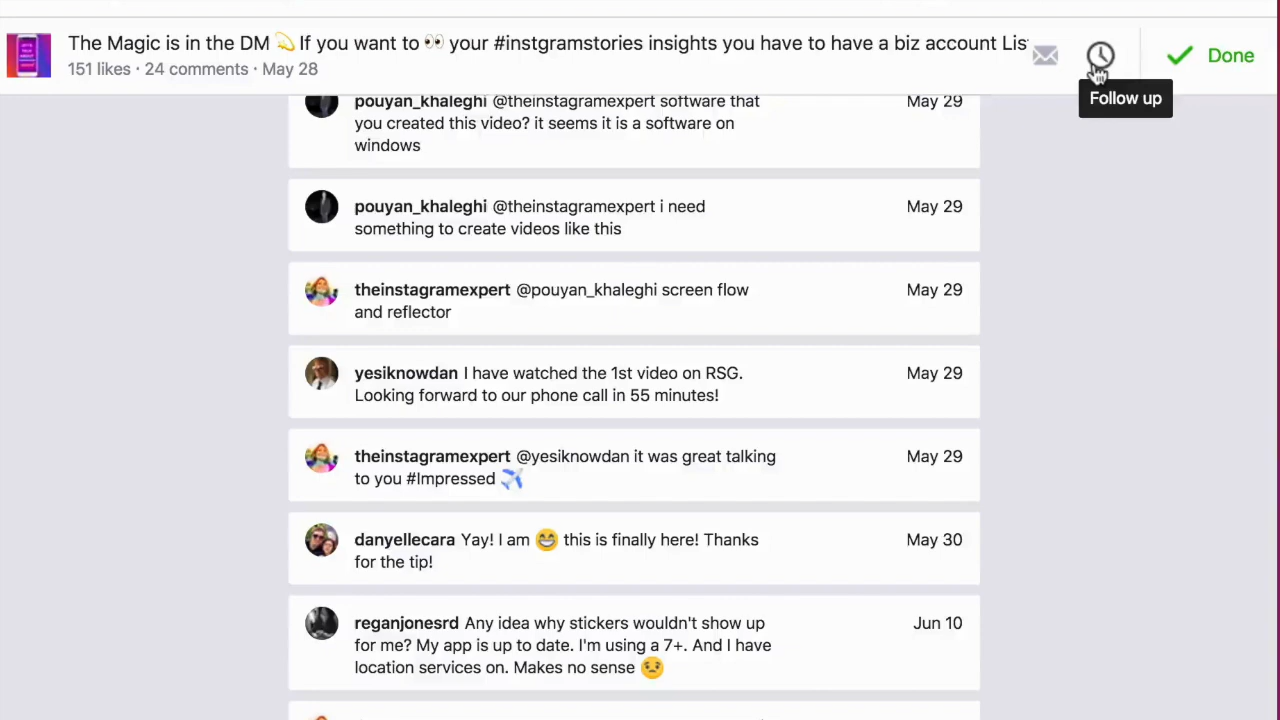 The Magic is in the DM 💫 If you want to 👀 your #instgramstories insights you have to have a biz account Lis
151 likes · 24 comments · May 28
Done
Follow up
pouyan_khaleghi @theinstagramexpert software that May 29
you created this video? it seems it is a software on
windows
pouyan_khaleghi @theinstagramexpert i need May 29
something to create videos like this
theinstagramexpert @pouyan_khaleghi screen flow May 29
and reflector
yesiknowdan I have watched the 1st video on RSG. May 29
Looking forward to our phone call in 55 minutes!
theinstagramexpert @yesiknowdan it was great talking May 29
to you #Impressed ✈️
danyellecara Yay! I am 😁 this is finally here! Thanks May 30
for the tip!
reganjonesrd Any idea why stickers wouldn't show up Jun 10
for me? My app is up to date. I'm using a 7+. And I have
location services on. Makes no sense 😟